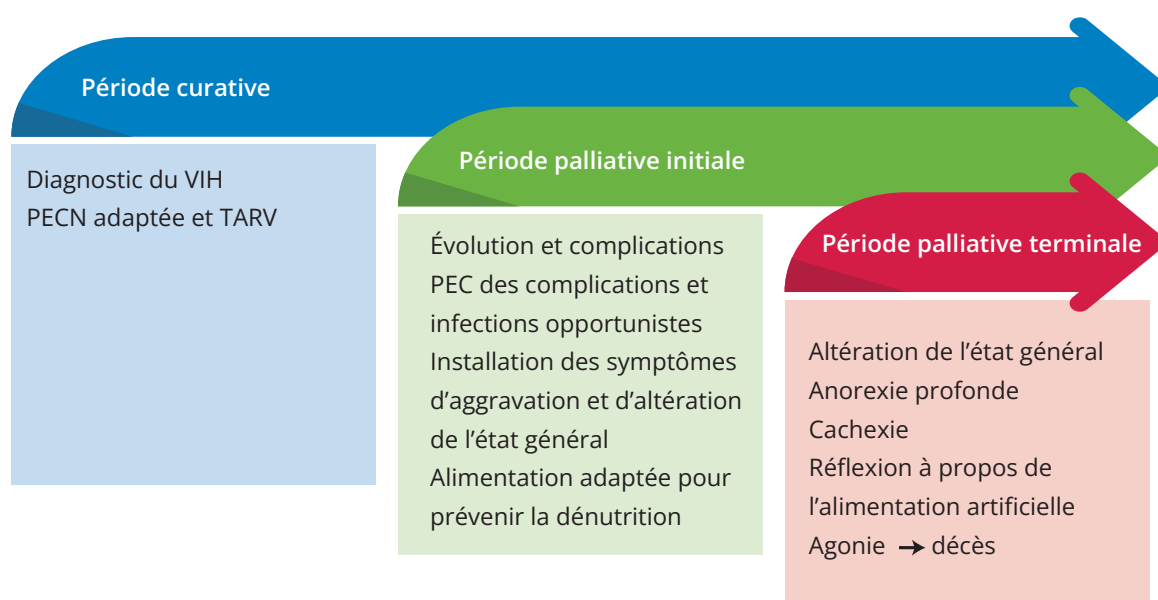 Période curative
Diagnostic du VIH
PECN adaptée et TARV
Période palliative initiale
Évolution et complications
PEC des complications et
infections opportunistes
Installation des symptômes
d’aggravation et d’altération
de l’état général
Alimentation adaptée pour
prévenir la dénutrition
Période palliative terminale
Altération de l’état général
Anorexie profonde
Cachexie
Réflexion à propos de
l’alimentation artificielle
Agonie → décès